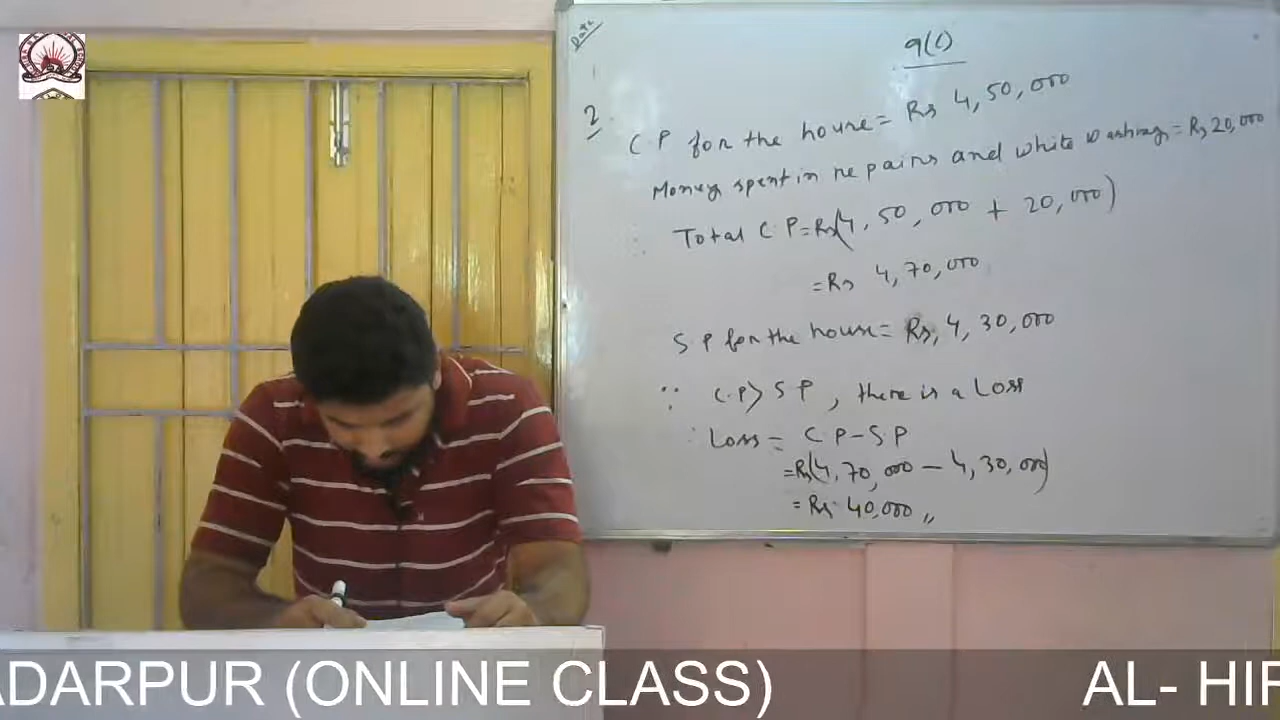 Date
9(C)
2. C.P for the house = Rs 4,50,000
Money spent in repairs and white washing = Rs 20,000
Total C.P = Rs(4,50,000 + 20,000)
= Rs 4,70,000
S.P for the house = Rs, 4,30,000
∵ C.P > S.P, there is a Loss
∴ Loss = C.P - S.P
= Rs(4,70,000 - 4,30,000)
= Rs 40,000 ,,
ADARPUR (ONLINE CLASS) AL- HIF